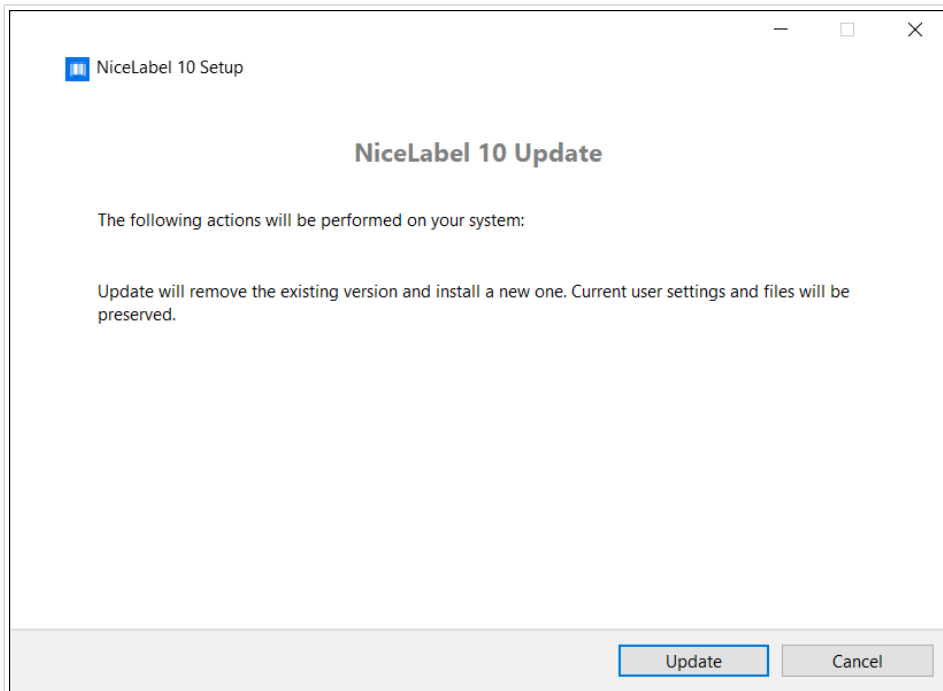 NiceLabel 10 Setup
NiceLabel 10 Update
The following actions will be performed on your system:
Update will remove the existing version and install a new one. Current user settings and files will be
preserved.
Update
Cancel